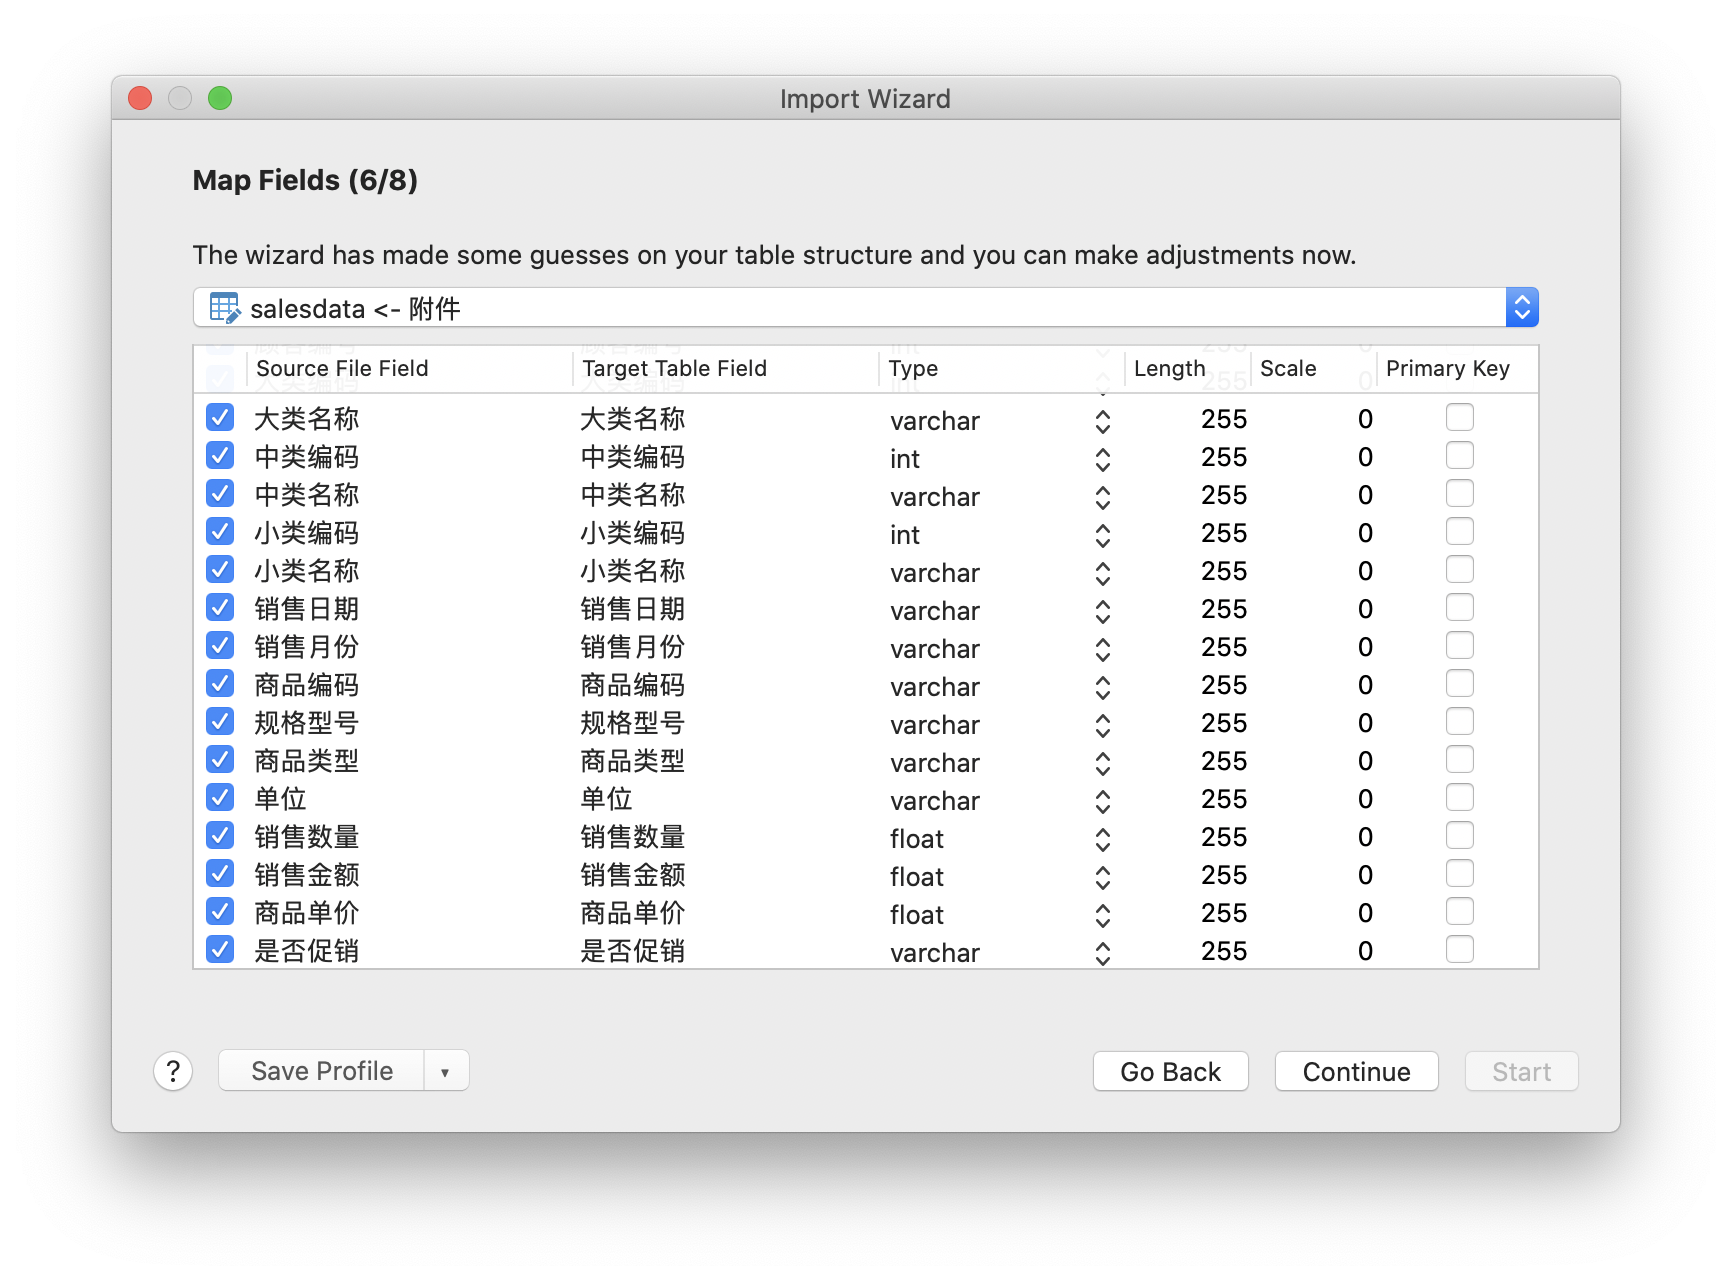 Import Wizard
Map Fields (6/8)
The wizard has made some guesses on your table structure and you can make adjustments now.
salesdata <- 附件
Source File Field Target Table Field Type Length Scale Primary Key
大类名称 大类名称 varchar 255 0
中类编码 中类编码 int 255 0
中类名称 中类名称 varchar 255 0
小类编码 小类编码 int 255 0
小类名称 小类名称 varchar 255 0
销售日期 销售日期 varchar 255 0
销售月份 销售月份 varchar 255 0
商品编码 商品编码 varchar 255 0
规格型号 规格型号 varchar 255 0
商品类型 商品类型 varchar 255 0
单位 单位 varchar 255 0
销售数量 销售数量 float 255 0
销售金额 销售金额 float 255 0
商品单价 商品单价 float 255 0
是否促销 是否促销 varchar 255 0
? Save Profile Go Back Continue Start